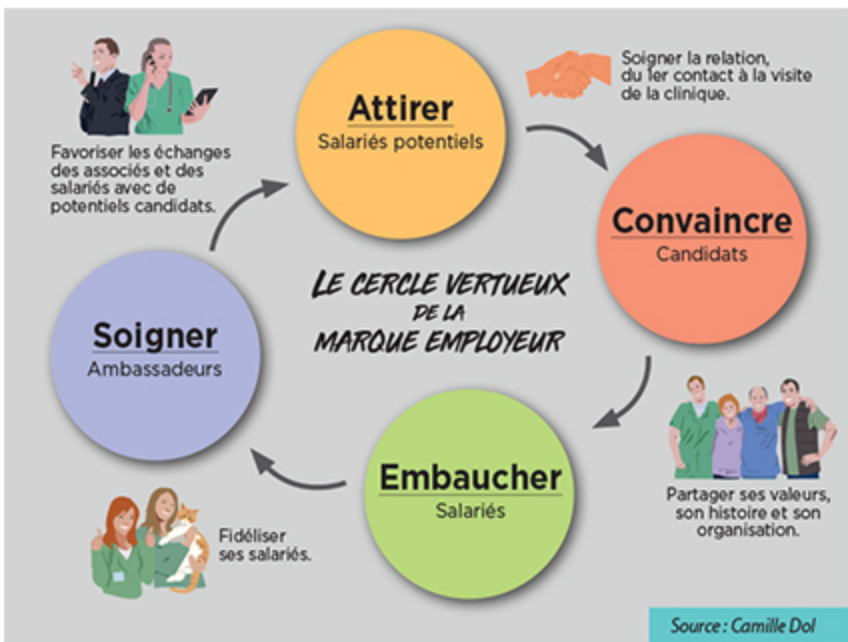 Attirer
Salariés potentiels
Soigner la relation,
du 1er contact à la visite
de la clinique.
Convaincre
Candidats
Partager ses valeurs,
son histoire et son
organisation.
Embaucher
Salariés
Fidéliser
ses salariés.
Soigner
Ambassadeurs
Favoriser les échanges
des associés et des
salariés avec de
potentiels candidats.
LE CERCLE VERTUEUX
DE LA
MARQUE EMPLOYEUR
Source : Camille Dol